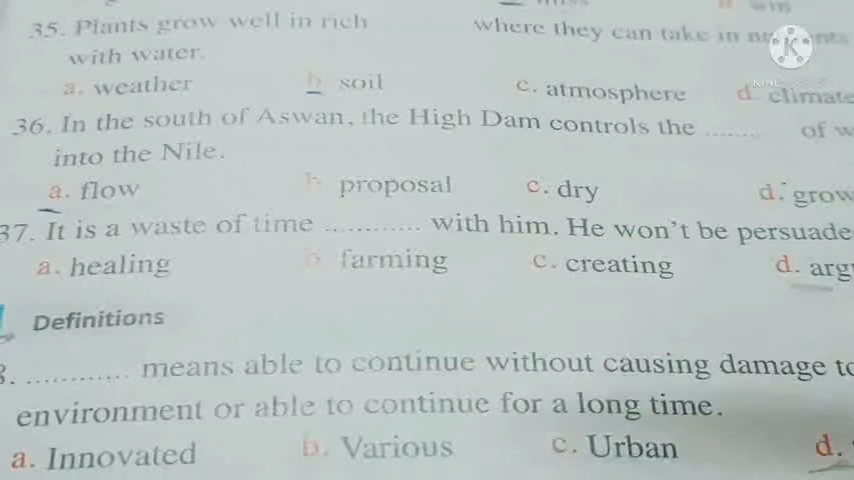 35. Plants grow well in rich where they can take in
with water.
a. weather b soil c. atmosphere d climate
36. In the south of Aswan, the High Dam controls the ........ of
into the Nile.
a. flow b proposal c. dry d. grow
37. It is a waste of time ............ with him. He won't be persuade
a. healing b farming c. creating d. arg
Definitions
............ means able to continue without causing damage to
environment or able to continue for a long time.
a. Innovated b. Various c. Urban d.